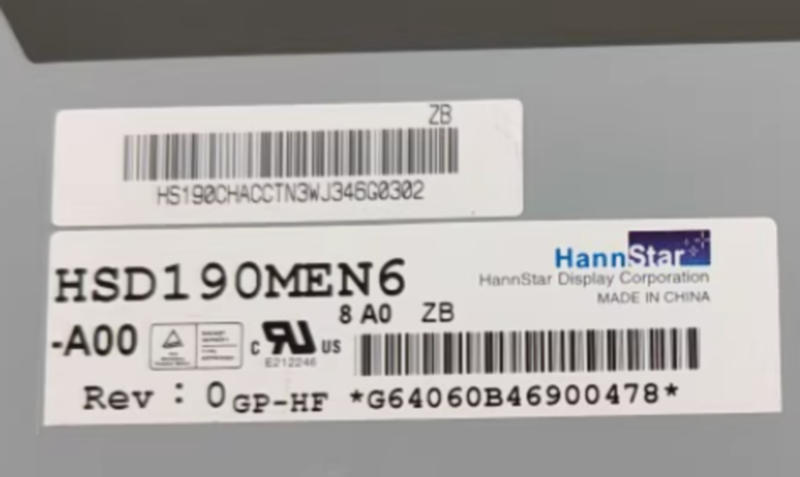 ZB
HS190CHACCTN3WJ346G0302
HannStar
HSD190MEN6
HannStar Display Corporation
MADE IN CHINA
8 A0 ZB
-A00
c RU US
E212246
Rev : 0 GP-HF *G64060B46900478*